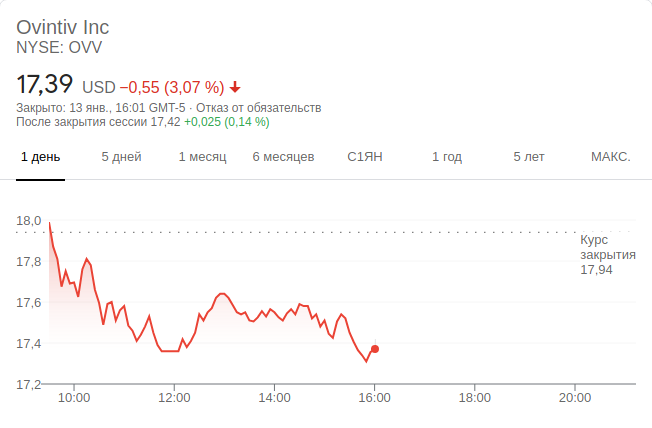 Ovintiv Inc
NYSE: OVV
17,39 USD −0,55 (3,07 %)
Закрыто: 13 янв., 16:01 GMT-5 · Отказ от обязательств
После закрытия сессии 17,42 +0,025 (0,14 %)
1 день 5 дней 1 месяц 6 месяцев С1ЯН 1 год 5 лет МАКС.
18,0
Курс
закрытия
17,94
17,8
17,6
17,4
17,2
10:00 12:00 14:00 16:00 18:00 20:00